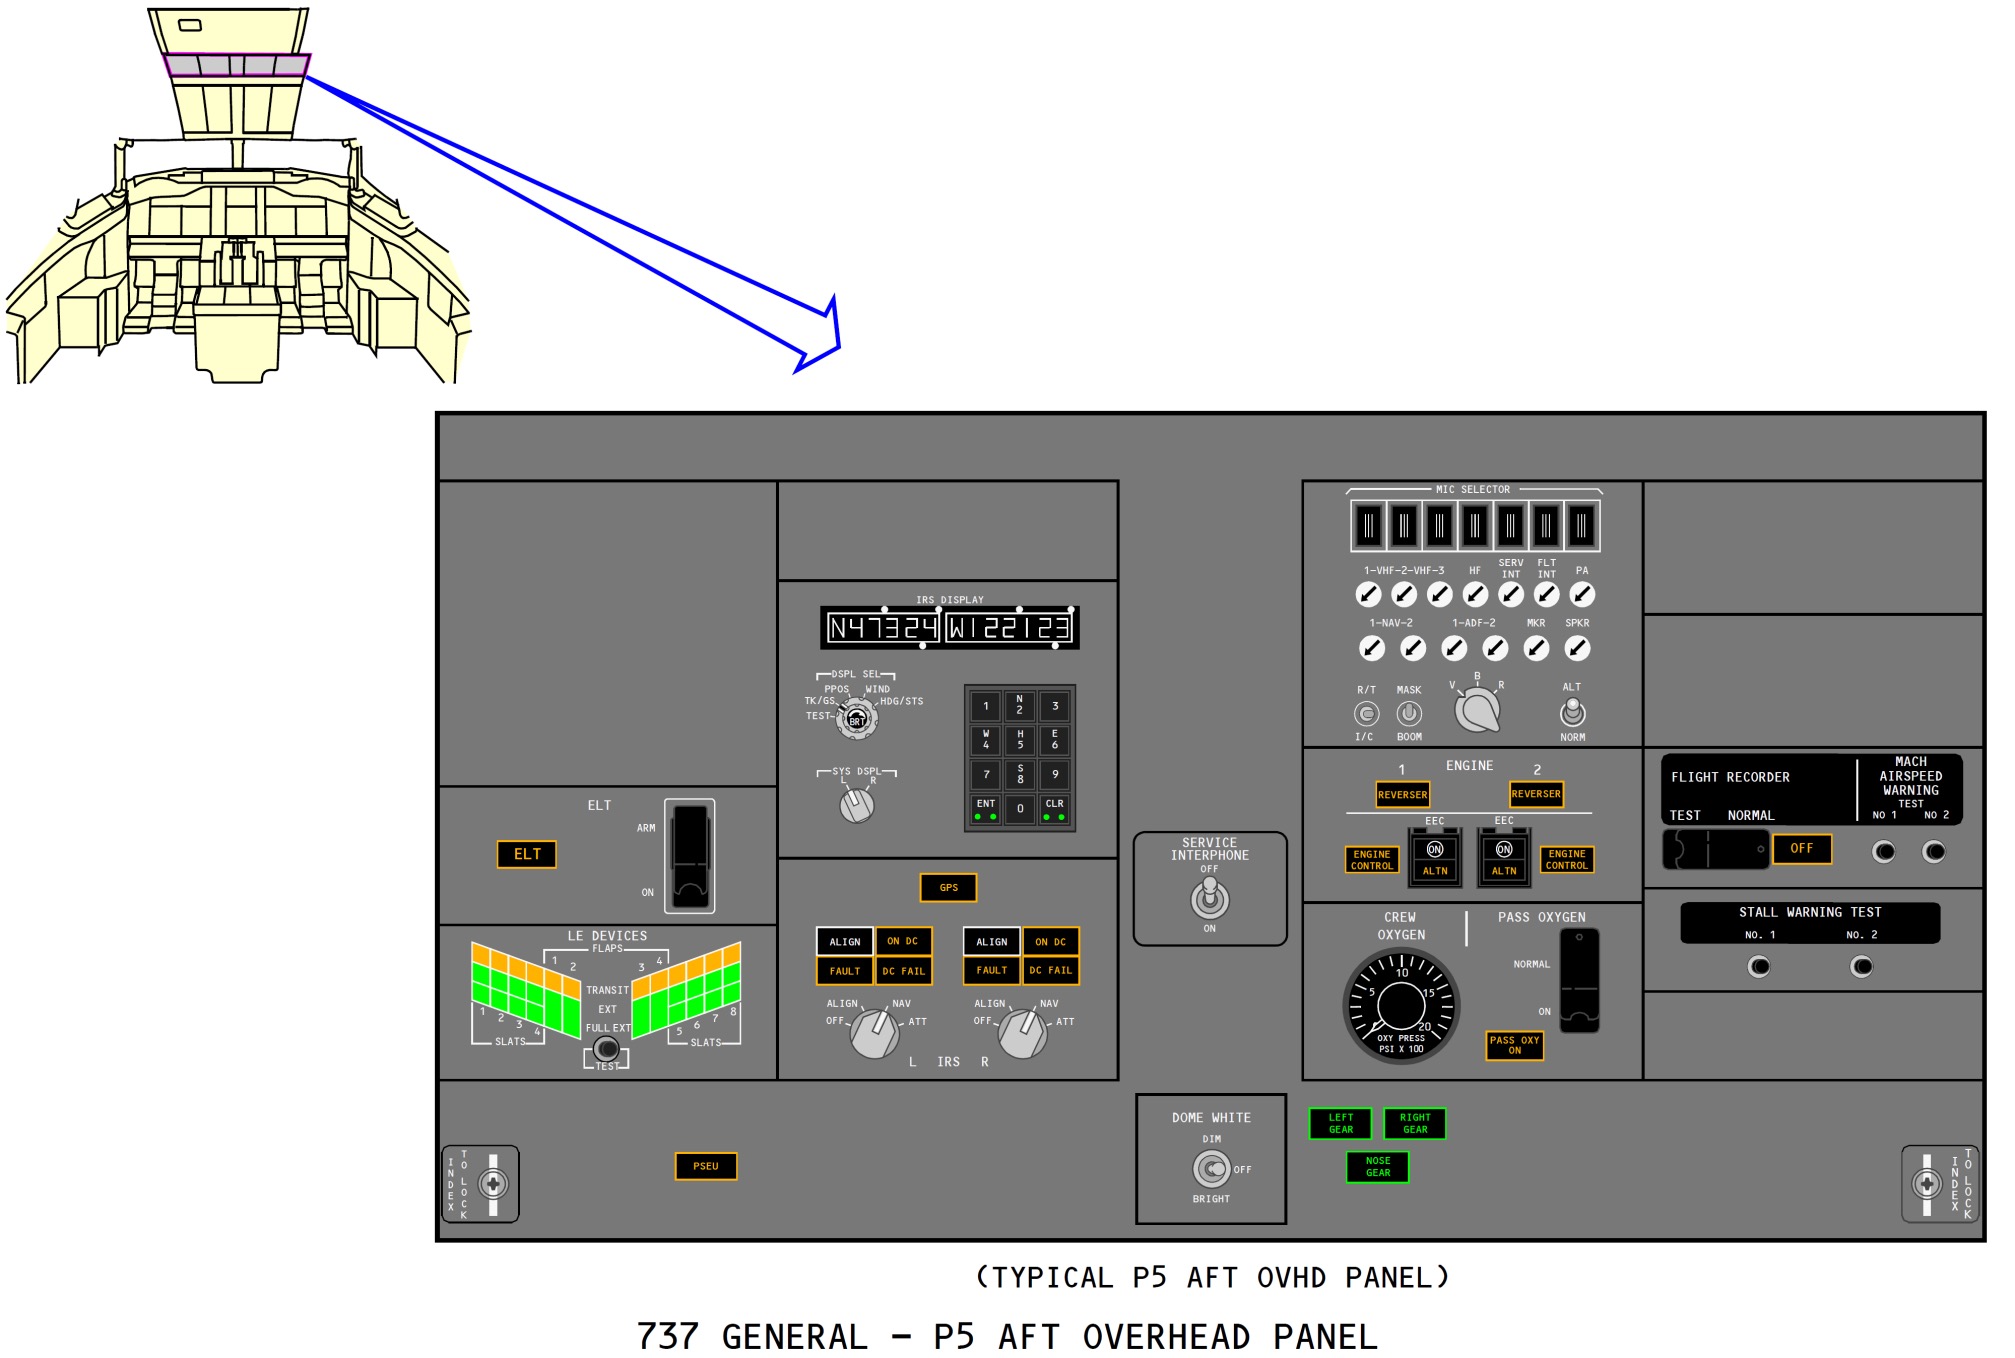 MIC SELECTOR
1-VHF-2-VHF-3 HF SERV INT FLT INT PA
1-NAV-2 1-ADF-2 MKR SPKR
R/T MASK V B R ALT
I/C BOOM NORM
IRS DISPLAY
N47324 W122123
DSPL SEL
PPOS WIND
TK/GS HDG/STS
TEST BRT
SYS DSPL
L R
1 N 2 3
W 4 H 5 E 6
7 S 8 9
ENT 0 CLR
ELT
ARM
ELT
ON
ENGINE
1 2
REVERSER REVERSER
EEC EEC
ENGINE CONTROL ON ALTN ON ALTN ENGINE CONTROL
FLIGHT RECORDER
TEST NORMAL
OFF
MACH
AIRSPEED
WARNING
TEST
NO 1 NO 2
SERVICE
INTERPHONE
OFF
ON
GPS
ALIGN ON DC ALIGN ON DC
FAULT DC FAIL FAULT DC FAIL
ALIGN NAV ALIGN NAV
OFF ATT OFF ATT
L IRS R
LE DEVICES
FLAPS
1 2 3 4
TRANSIT
EXT
FULL EXT
1 2 3 4 5 6 7 8
SLATS SLATS
TEST
CREW
OXYGEN
5 10 15 20
0
OXY PRESS
PSI X 100
PASS OXYGEN
NORMAL
ON
PASS OXY
ON
STALL WARNING TEST
NO. 1 NO. 2
INDEX TO LOCK
PSEU
DOME WHITE
DIM
OFF
BRIGHT
LEFT
GEAR
RIGHT
GEAR
NOSE
GEAR
INDEX TO LOCK
(TYPICAL P5 AFT OVHD PANEL)
737 GENERAL – P5 AFT OVERHEAD PANEL